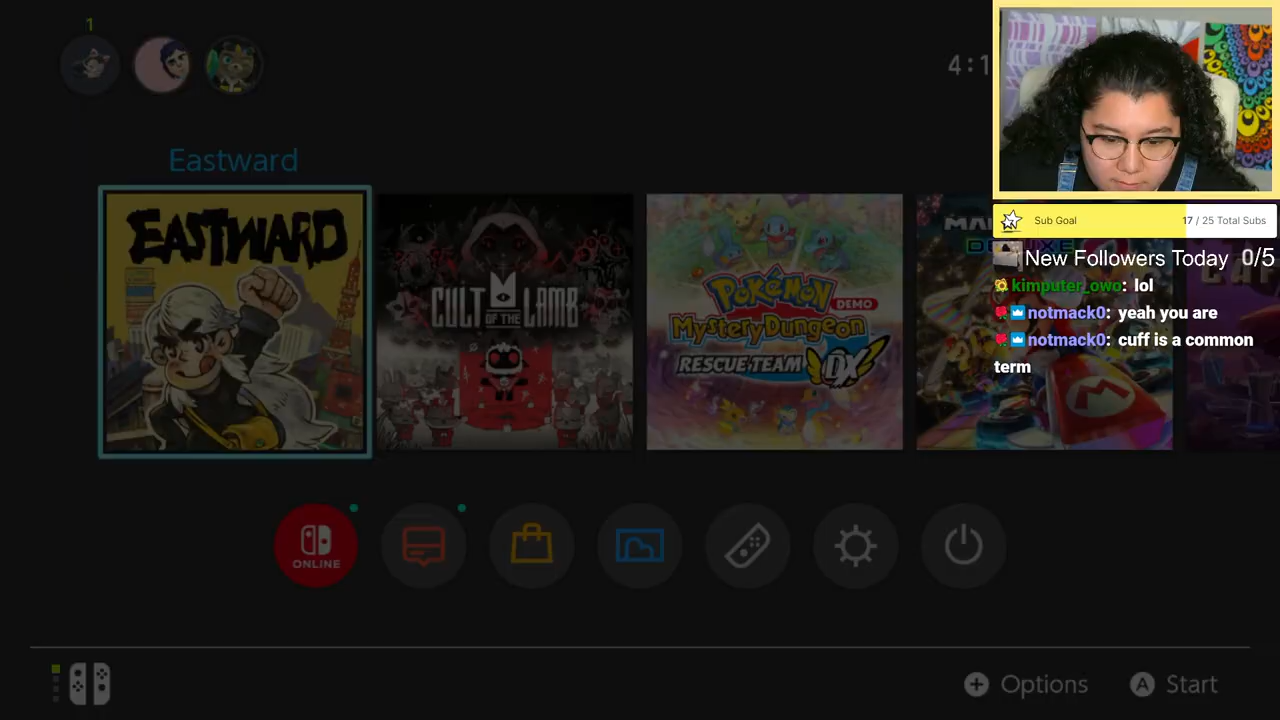 1
4:1
Eastward
EASTWARD
CULT OF THE LAMB
POKÉMON
DEMO
Mystery Dungeon
RESCUE TEAM DX
Sub Goal
17 / 25 Total Subs
New Followers Today 0/5
kimputer_owo: lol
notmack0: yeah you are
notmack0: cuff is a common
term
ONLINE
Options
Start